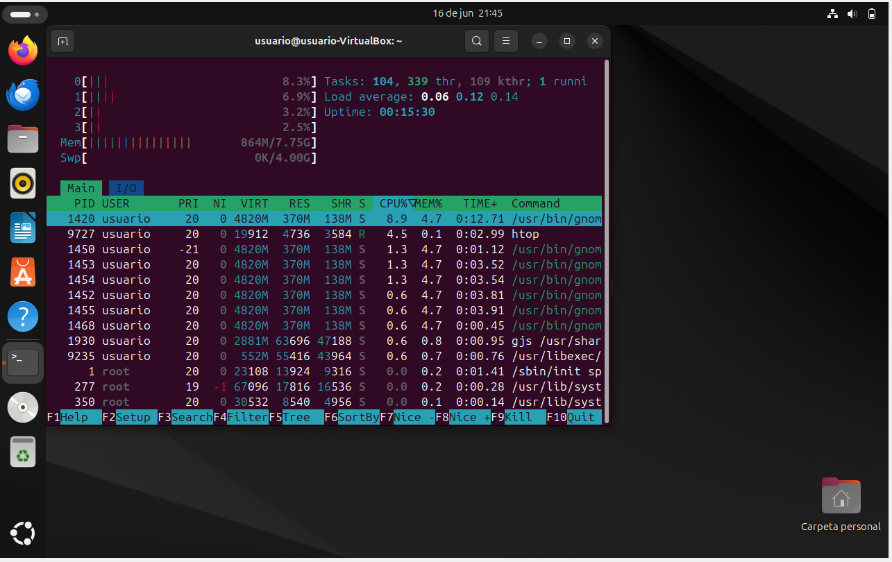 16 de jun 21:45
usuario@usuario-VirtualBox: ~
0[||| 8.3%] Tasks: 104, 339 thr, 109 kthr; 1 runni
1[|||| 6.9%] Load average: 0.06 0.12 0.14
2[|| 3.2%] Uptime: 00:15:30
3[|| 2.5%]
Mem[||||||||||||||||| 864M/7.75G]
Swp[ 0K/4.00G]
Main I/O
PID USER PRI NI VIRT RES SHR S CPU%▽MEM% TIME+ Command
1420 usuario 20 0 4820M 370M 138M S 8.9 4.7 0:12.71 /usr/bin/gnom
9727 usuario 20 0 19912 4736 3584 R 4.5 0.1 0:02.99 htop
1450 usuario -21 0 4820M 370M 138M S 1.3 4.7 0:01.12 /usr/bin/gnom
1453 usuario 20 0 4820M 370M 138M S 1.3 4.7 0:03.52 /usr/bin/gnom
1454 usuario 20 0 4820M 370M 138M S 1.3 4.7 0:03.54 /usr/bin/gnom
1452 usuario 20 0 4820M 370M 138M S 0.6 4.7 0:03.81 /usr/bin/gnom
1455 usuario 20 0 4820M 370M 138M S 0.6 4.7 0:03.91 /usr/bin/gnom
1468 usuario 20 0 4820M 370M 138M S 0.6 4.7 0:00.45 /usr/bin/gnom
1930 usuario 20 0 2881M 63696 47188 S 0.6 0.8 0:00.95 gjs /usr/shar
9235 usuario 20 0 552M 55416 43964 S 0.6 0.7 0:00.76 /usr/libexec/
1 root 20 0 23108 13924 9316 S 0.0 0.2 0:01.41 /sbin/init sp
277 root 19 -1 67096 17816 16536 S 0.0 0.2 0:00.28 /usr/lib/syst
350 root 20 0 30532 8540 4956 S 0.0 0.1 0:00.14 /usr/lib/syst
F1Help F2Setup F3SearchF4FilterF5Tree F6SortByF7Nice -F8Nice +F9Kill F10Quit
Carpeta personal